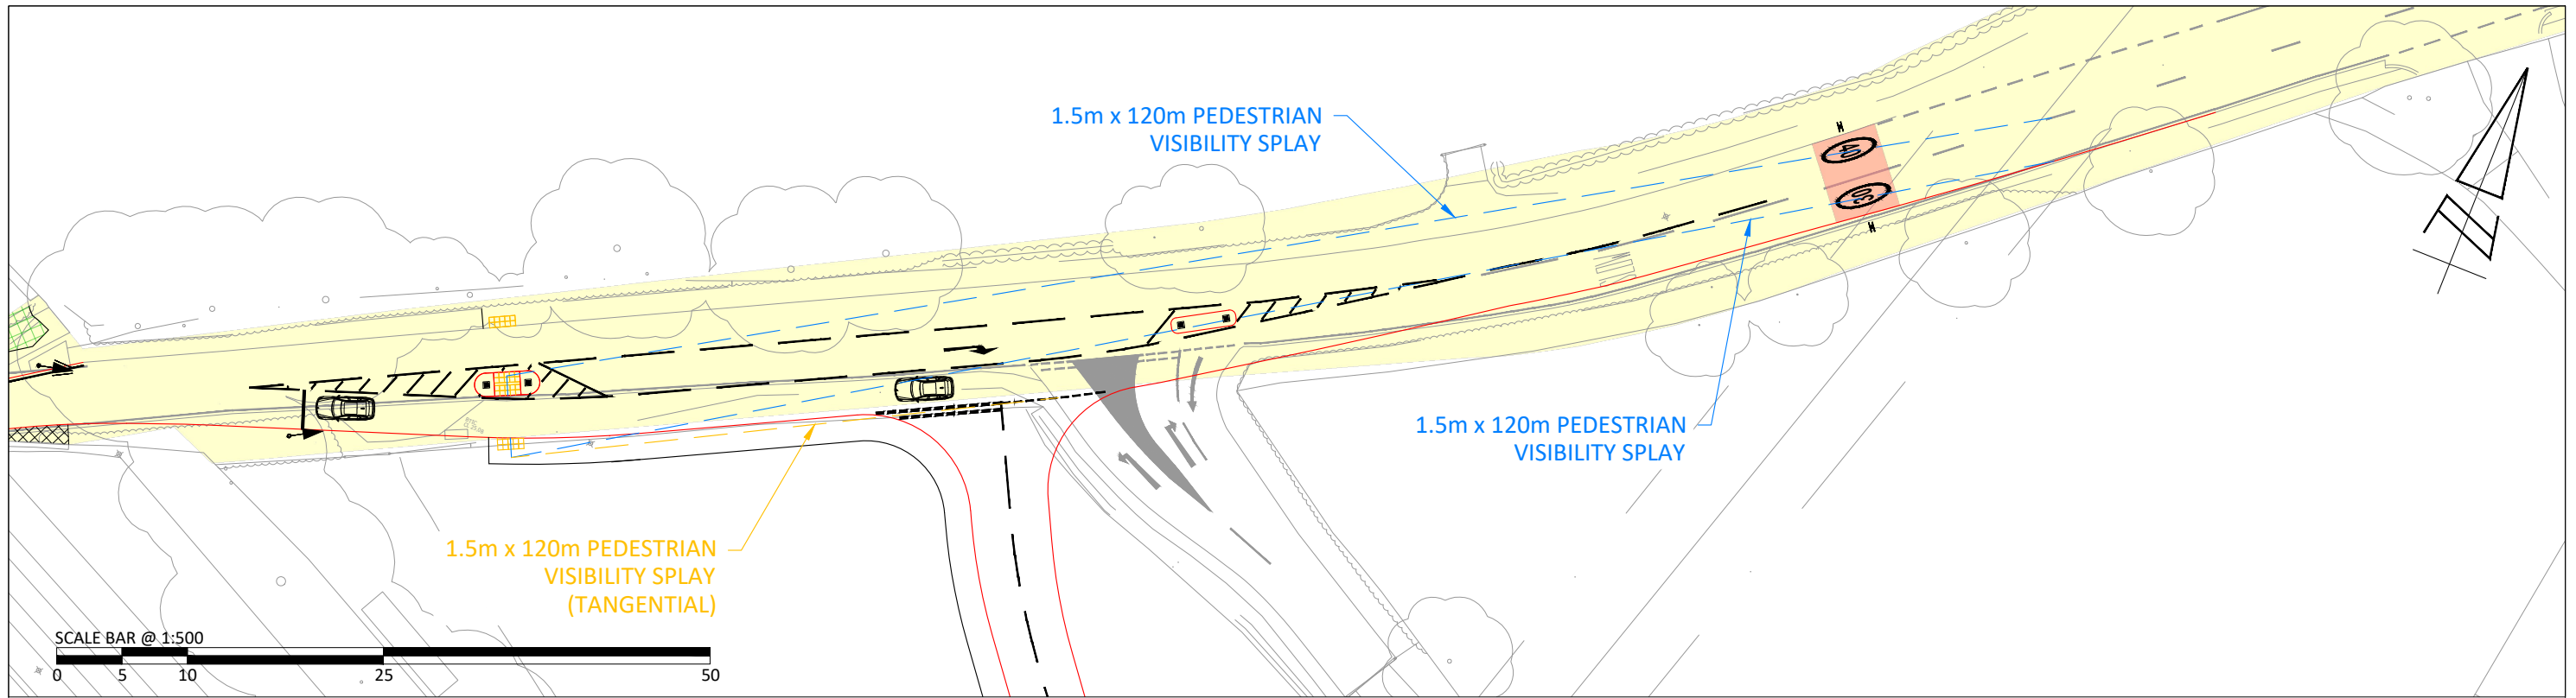 1.5m x 120m PEDESTRIAN
VISIBILITY SPLAY
40
30
1.5m x 120m PEDESTRIAN
VISIBILITY SPLAY
1.5m x 120m PEDESTRIAN
VISIBILITY SPLAY
(TANGENTIAL)
SCALE BAR @ 1:500
0 5 10 25 50